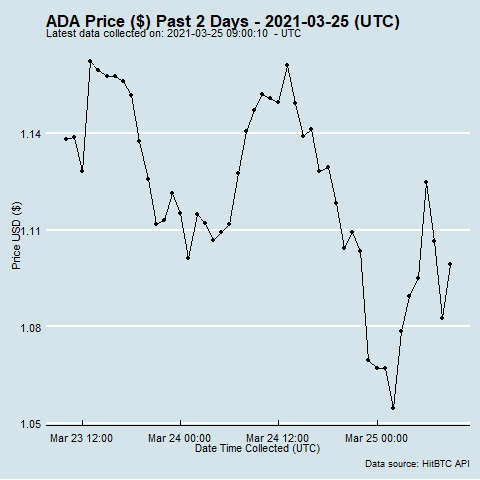 ADA Price ($) Past 2 Days - 2021-03-25 (UTC)
Latest data collected on: 2021-03-25 09:00:10 - UTC
1.14
1.11
1.08
1.05
Price USD ($)
Mar 23 12:00 Mar 24 00:00 Mar 24 12:00 Mar 25 00:00
Date Time Collected (UTC)
Data source: HitBTC API